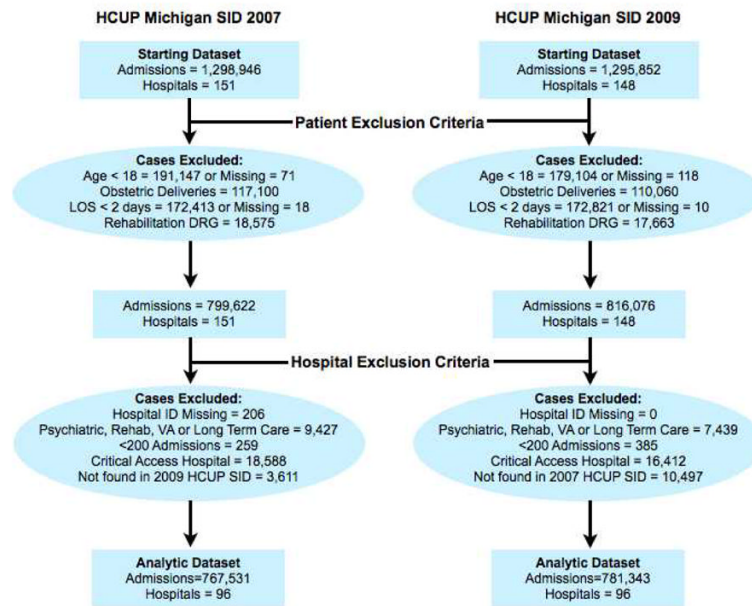 HCUP Michigan SID 2007
HCUP Michigan SID 2009
Starting Dataset
Admissions = 1,298,946
Hospitals = 151
Starting Dataset
Admissions = 1,295,852
Hospitals = 148
Patient Exclusion Criteria
Cases Excluded:
Age < 18 = 191,147 or Missing = 71
Obstetric Deliveries = 117,100
LOS < 2 days = 172,413 or Missing = 18
Rehabilitation DRG = 18,575
Cases Excluded:
Age < 18 = 179,104 or Missing = 118
Obstetric Deliveries = 110,060
LOS < 2 days = 172,821 or Missing = 10
Rehabilitation DRG = 17,663
Admissions = 799,622
Hospitals = 151
Admissions = 816,076
Hospitals = 148
Hospital Exclusion Criteria
Cases Excluded:
Hospital ID Missing = 206
Psychiatric, Rehab, VA or Long Term Care = 9,427
<200 Admissions = 259
Critical Access Hospital = 18,588
Not found in 2009 HCUP SID = 3,611
Cases Excluded:
Hospital ID Missing = 0
Psychiatric, Rehab, VA or Long Term Care = 7,439
<200 Admissions = 385
Critical Access Hospital = 16,412
Not found in 2007 HCUP SID = 10,497
Analytic Dataset
Admissions=767,531
Hospitals = 96
Analytic Dataset
Admissions=781,343
Hospitals = 96